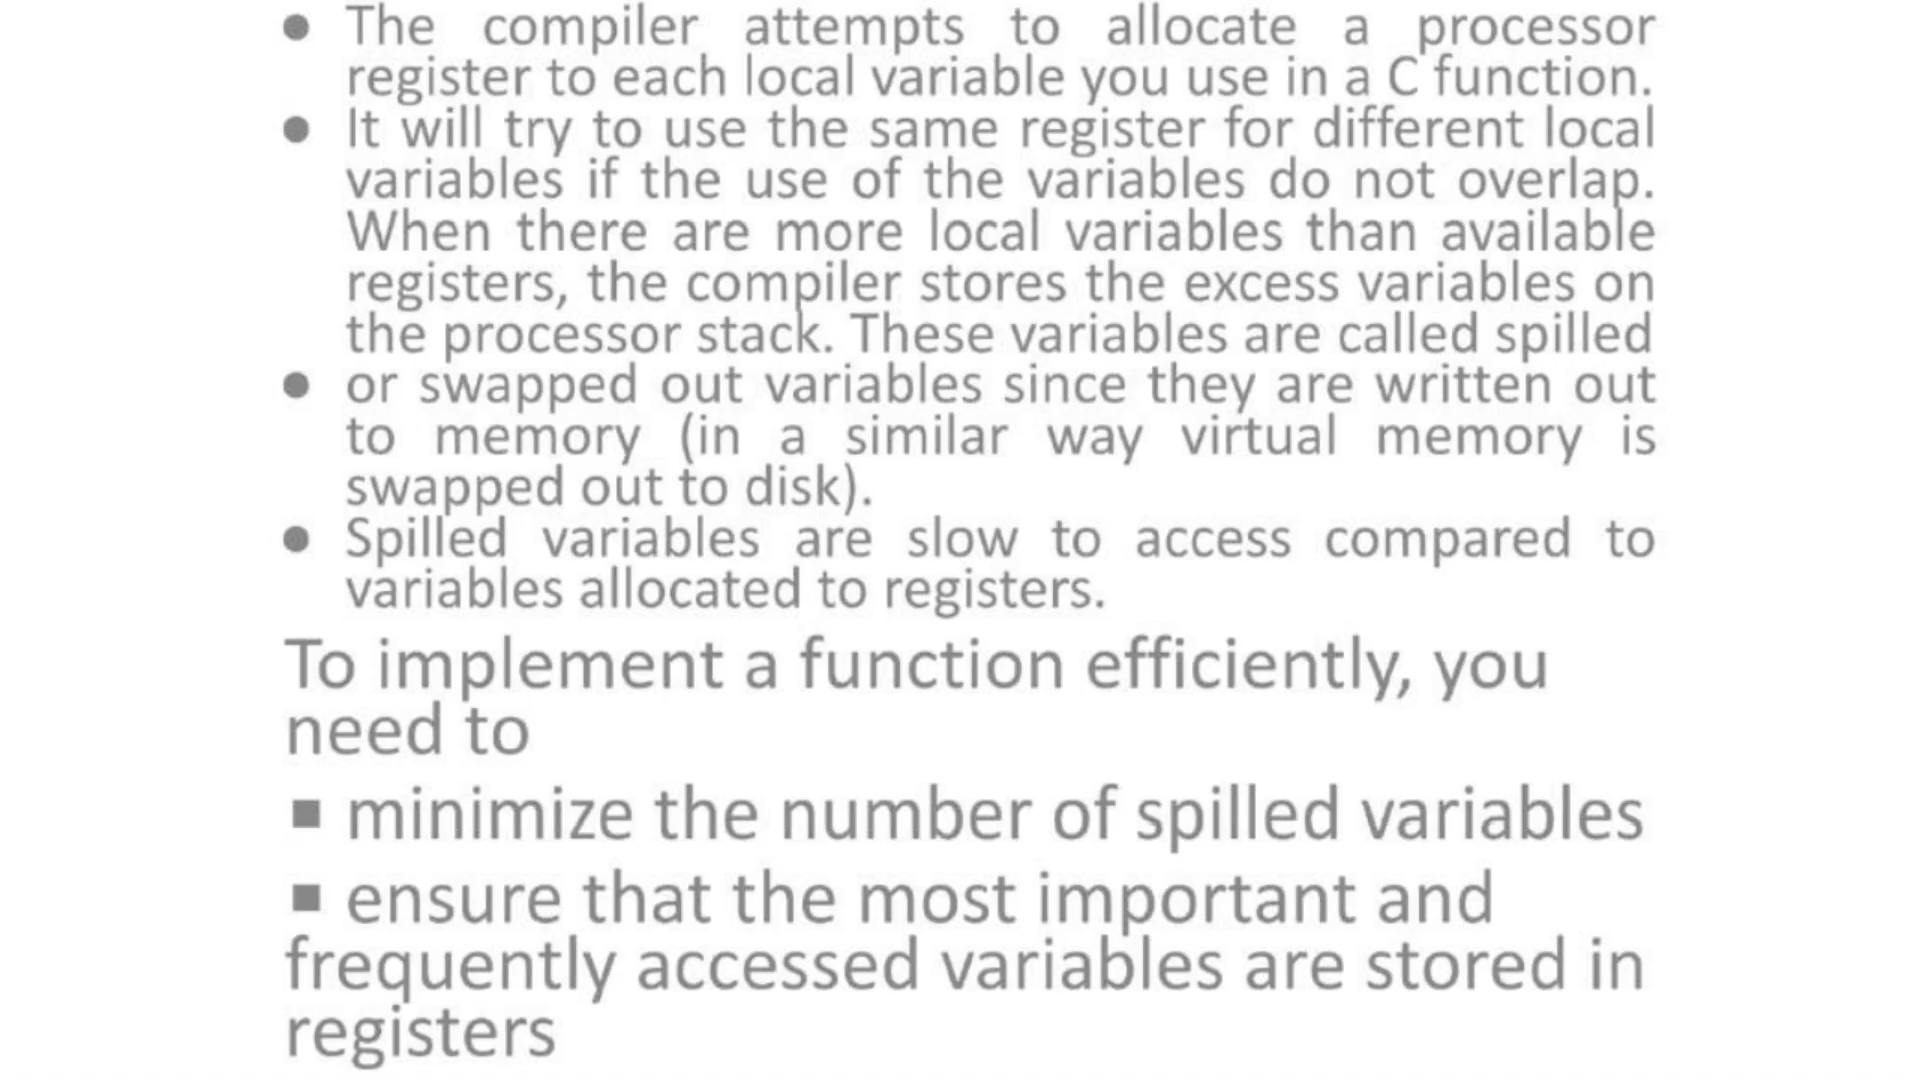 ● The compiler attempts to allocate a processor
register to each local variable you use in a C function.
● It will try to use the same register for different local
variables if the use of the variables do not overlap.
When there are more local variables than available
registers, the compiler stores the excess variables on
the processor stack. These variables are called spilled
● or swapped out variables since they are written out
to memory (in a similar way virtual memory is
swapped out to disk).
● Spilled variables are slow to access compared to
variables allocated to registers.
To implement a function efficiently, you
need to
■ minimize the number of spilled variables
■ ensure that the most important and
frequently accessed variables are stored in
registers